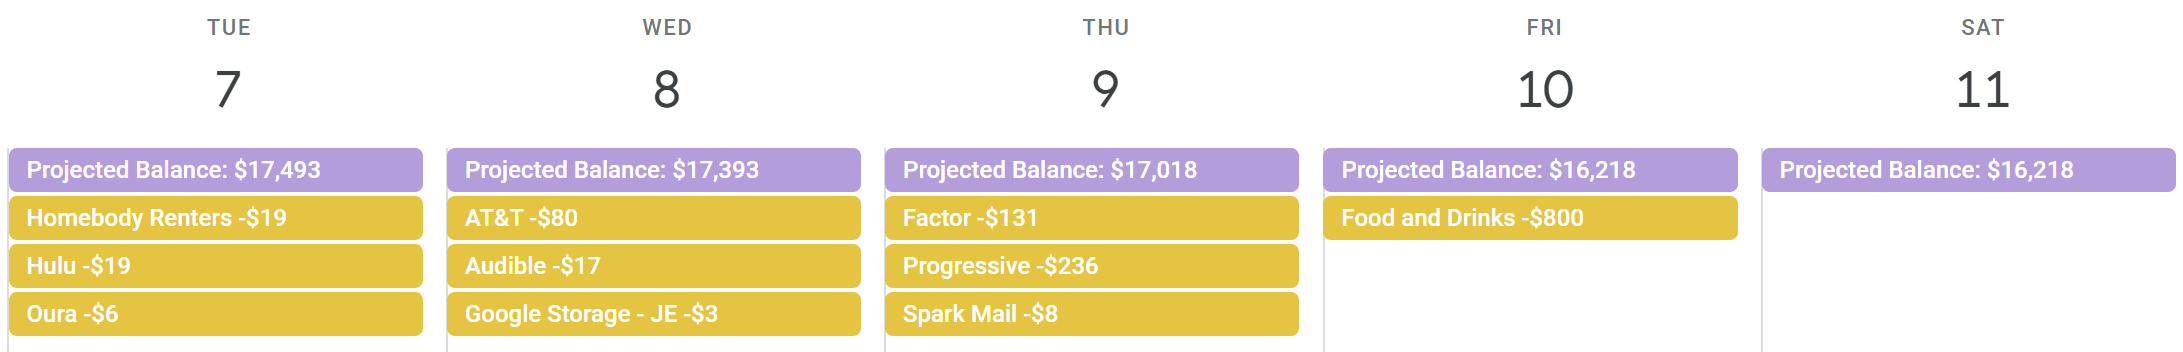 TUE
7
Projected Balance: $17,493
Homebody Renters -$19
Hulu -$19
Oura -$6
WED
8
Projected Balance: $17,393
AT&T -$80
Audible -$17
Google Storage - JE -$3
THU
9
Projected Balance: $17,018
Factor -$131
Progressive -$236
Spark Mail -$8
FRI
10
Projected Balance: $16,218
Food and Drinks -$800
SAT
11
Projected Balance: $16,218